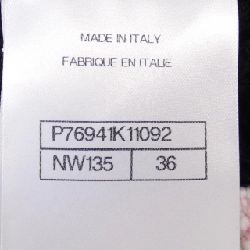 MADE IN ITALY
FABRIQUE EN ITALIE
P76941K11092
NW135 36